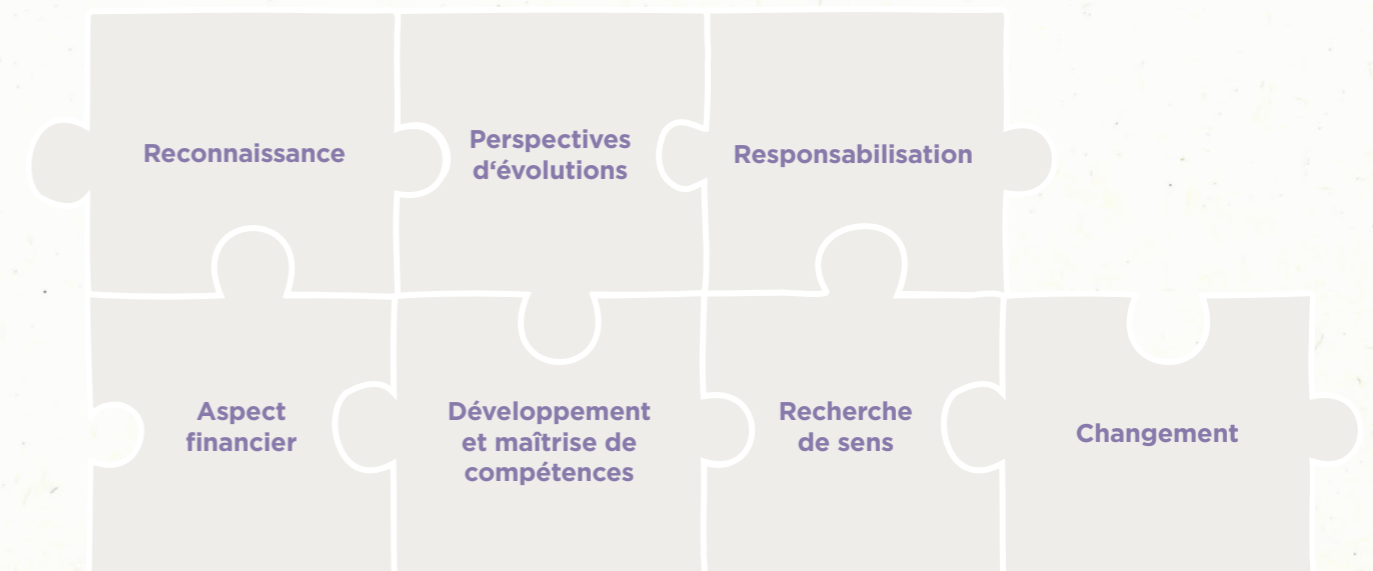 Reconnaissance
Perspectives
d‘évolutions
Responsabilisation
Aspect
financier
Développement
et maîtrise de
compétences
Recherche
de sens
Changement